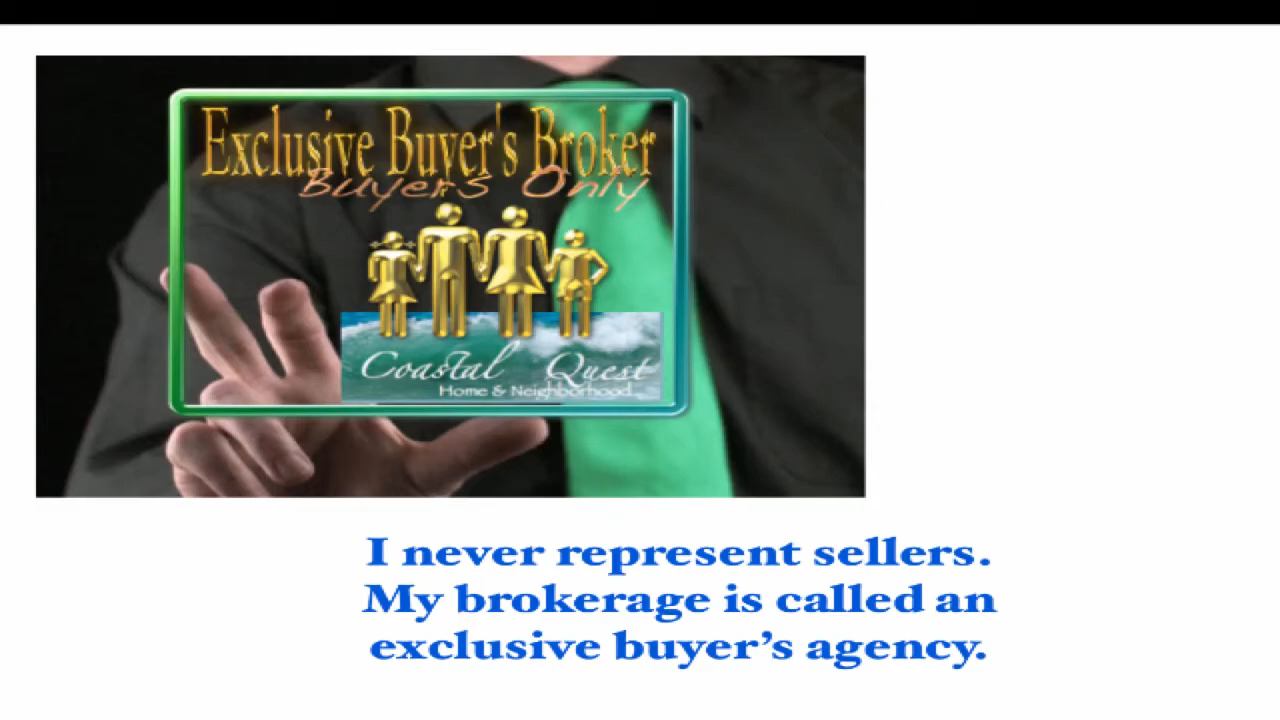 Exclusive Buyer's Broker
Buyers Only
Coastal Quest
Home & Neighborhood
I never represent sellers.
My brokerage is called an
exclusive buyer’s agency.